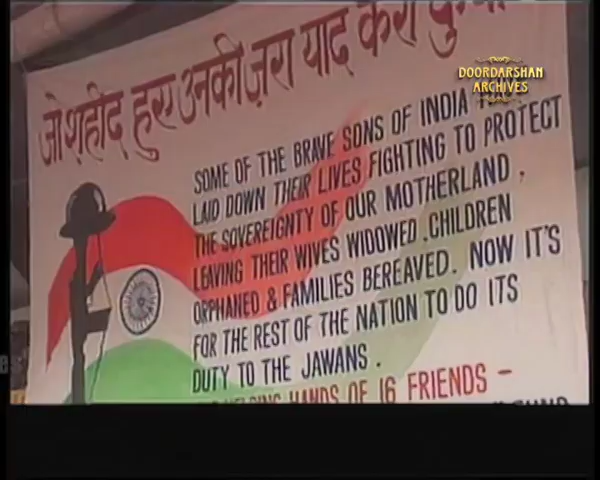 जो शहीद हुए उनकी ज़रा याद करो
DOORDARSHAN
ARCHIVES
SOME OF THE BRAVE SONS OF INDIA
LAID DOWN THEIR LIVES FIGHTING TO PROTECT
THE SOVEREIGNTY OF OUR MOTHERLAND ,
LEAVING THEIR WIVES WIDOWED . CHILDREN
ORPHANED & FAMILIES BEREAVED . NOW IT'S
FOR THE REST OF THE NATION TO DO ITS
DUTY TO THE JAWANS .
HELPING HANDS OF 16 FRIENDS -